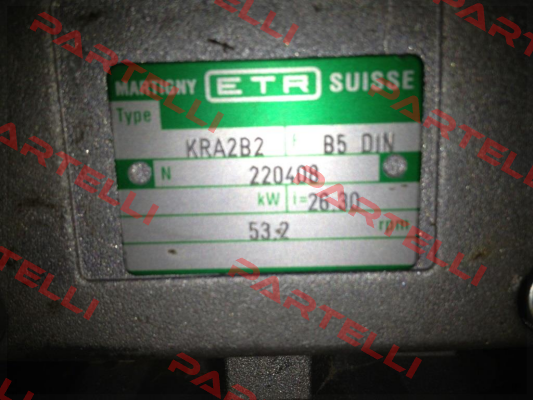 MARTIGNY ETR SUISSE
Type
KRA2B2 B5 DIN
N 220408
kW i= 26.30
53.2 rpm
PARTELLI
PARTELLI
PARTELLI
PARTELLI
PARTELLI
PARTELLI